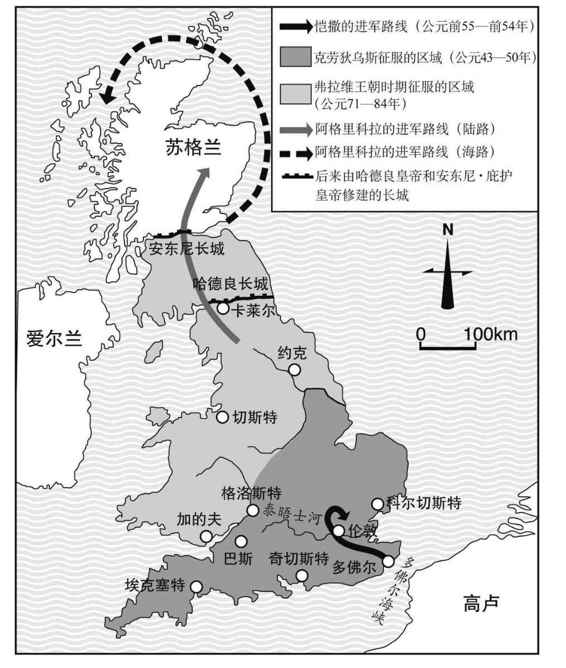 恺撒的进军路线（公元前55—前54年）
克劳狄乌斯征服的区域（公元43—50年）
弗拉维王朝时期征服的区域
（公元71—84年）
阿格里科拉的进军路线（陆路）
阿格里科拉的进军路线（海路）
后来由哈德良皇帝和安东尼·庇护
皇帝修建的长城
苏格兰
N
安东尼长城
哈德良长城
卡莱尔
爱尔兰
0 100km
约克
切斯特
格洛斯特
科尔切斯特
泰晤士河
加的夫
伦敦
巴斯
奇切斯特
多佛尔
多佛尔海峡
埃克塞特
高卢